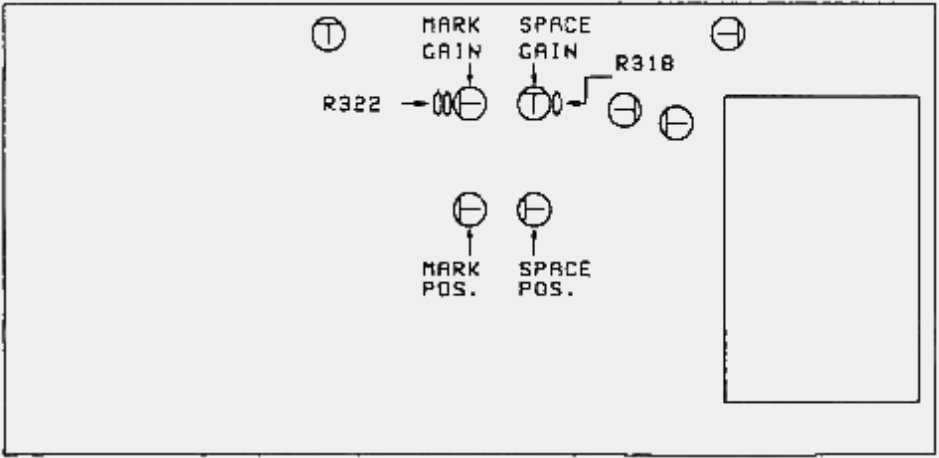 MARK
GAIN
SPACE
GAIN
R318
R322
MARK
POS.
SPACE
POS.